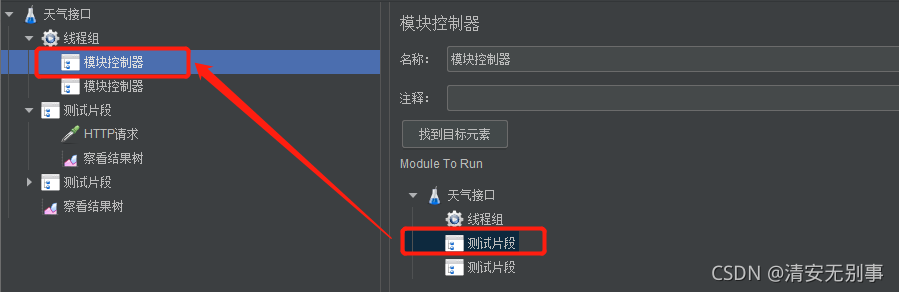 天气接口
线程组
模块控制器
模块控制器
测试片段
HTTP请求
察看结果树
测试片段
察看结果树
模块控制器
名称： 模块控制器
注释：
找到目标元素
Module To Run
天气接口
线程组
测试片段
测试片段
CSDN @清安无别事